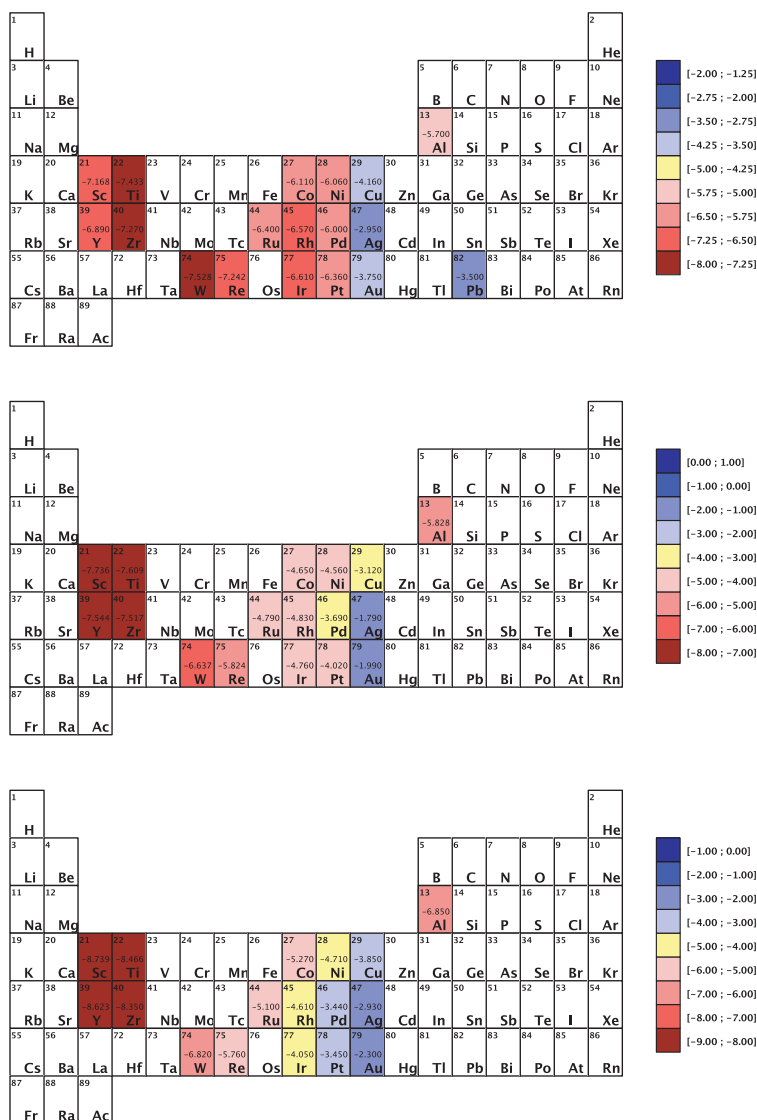 1 2
H He
3 4 5 6 7 8 9 10
Li Be B C N O F Ne
11 12 13 14 15 16 17 18
−5.700
Na Mg Al Si P S Cl Ar
19 20 21 22 23 24 25 26 27 28 29 30 31 32 33 34 35 36
−7.168 −7.433 −6.110 −6.060 −4.160
K Ca Sc Ti V Cr Mn Fe Co Ni Cu Zn Ga Ge As Se Br Kr
37 38 39 40 41 42 43 44 45 46 47 48 49 50 51 52 53 54
−6.890 −7.270 −6.400 −6.570 −6.000 −2.950
Rb Sr Y Zr Nb Mo Tc Ru Rh Pd Ag Cd In Sn Sb Te I Xe
55 56 57 72 73 74 75 76 77 78 79 80 81 82 83 84 85 86
−7.528 −7.242 −6.610 −6.360 −3.750 −3.500
Cs Ba La Hf Ta W Re Os Ir Pt Au Hg Tl Pb Bi Po At Rn
87 88 89
Fr Ra Ac
[−2.00 ; −1.25]
[−2.75 ; −2.00]
[−3.50 ; −2.75]
[−4.25 ; −3.50]
[−5.00 ; −4.25]
[−5.75 ; −5.00]
[−6.50 ; −5.75]
[−7.25 ; −6.50]
[−8.00 ; −7.25]
1 2
H He
3 4 5 6 7 8 9 10
Li Be B C N O F Ne
11 12 13 14 15 16 17 18
−5.828
Na Mg Al Si P S Cl Ar
19 20 21 22 23 24 25 26 27 28 29 30 31 32 33 34 35 36
−7.736 −7.609 −4.650 −4.560 −3.120
K Ca Sc Ti V Cr Mn Fe Co Ni Cu Zn Ga Ge As Se Br Kr
37 38 39 40 41 42 43 44 45 46 47 48 49 50 51 52 53 54
−7.544 −7.517 −4.790 −4.830 −3.690 −1.790
Rb Sr Y Zr Nb Mo Tc Ru Rh Pd Ag Cd In Sn Sb Te I Xe
55 56 57 72 73 74 75 76 77 78 79 80 81 82 83 84 85 86
−6.637 −5.824 −4.760 −4.020 −1.990
Cs Ba La Hf Ta W Re Os Ir Pt Au Hg Tl Pb Bi Po At Rn
87 88 89
Fr Ra Ac
[0.00 ; 1.00]
[−1.00 ; 0.00]
[−2.00 ; −1.00]
[−3.00 ; −2.00]
[−4.00 ; −3.00]
[−5.00 ; −4.00]
[−6.00 ; −5.00]
[−7.00 ; −6.00]
[−8.00 ; −7.00]
1 2
H He
3 4 5 6 7 8 9 10
Li Be B C N O F Ne
11 12 13 14 15 16 17 18
−6.850
Na Mg Al Si P S Cl Ar
19 20 21 22 23 24 25 26 27 28 29 30 31 32 33 34 35 36
−8.739 −8.466 −5.270 −4.710 −3.850
K Ca Sc Ti V Cr Mn Fe Co Ni Cu Zn Ga Ge As Se Br Kr
37 38 39 40 41 42 43 44 45 46 47 48 49 50 51 52 53 54
−8.623 −8.350 −5.100 −4.610 −3.440 −2.930
Rb Sr Y Zr Nb Mo Tc Ru Rh Pd Ag Cd In Sn Sb Te I Xe
55 56 57 72 73 74 75 76 77 78 79 80 81 82 83 84 85 86
−6.820 −5.760 −4.050 −3.450 −2.300
Cs Ba La Hf Ta W Re Os Ir Pt Au Hg Tl Pb Bi Po At Rn
87 88 89
Fr Ra Ac
[−1.00 ; 0.00]
[−2.00 ; −1.00]
[−3.00 ; −2.00]
[−4.00 ; −3.00]
[−5.00 ; −4.00]
[−6.00 ; −5.00]
[−7.00 ; −6.00]
[−8.00 ; −7.00]
[−9.00 ; −8.00]